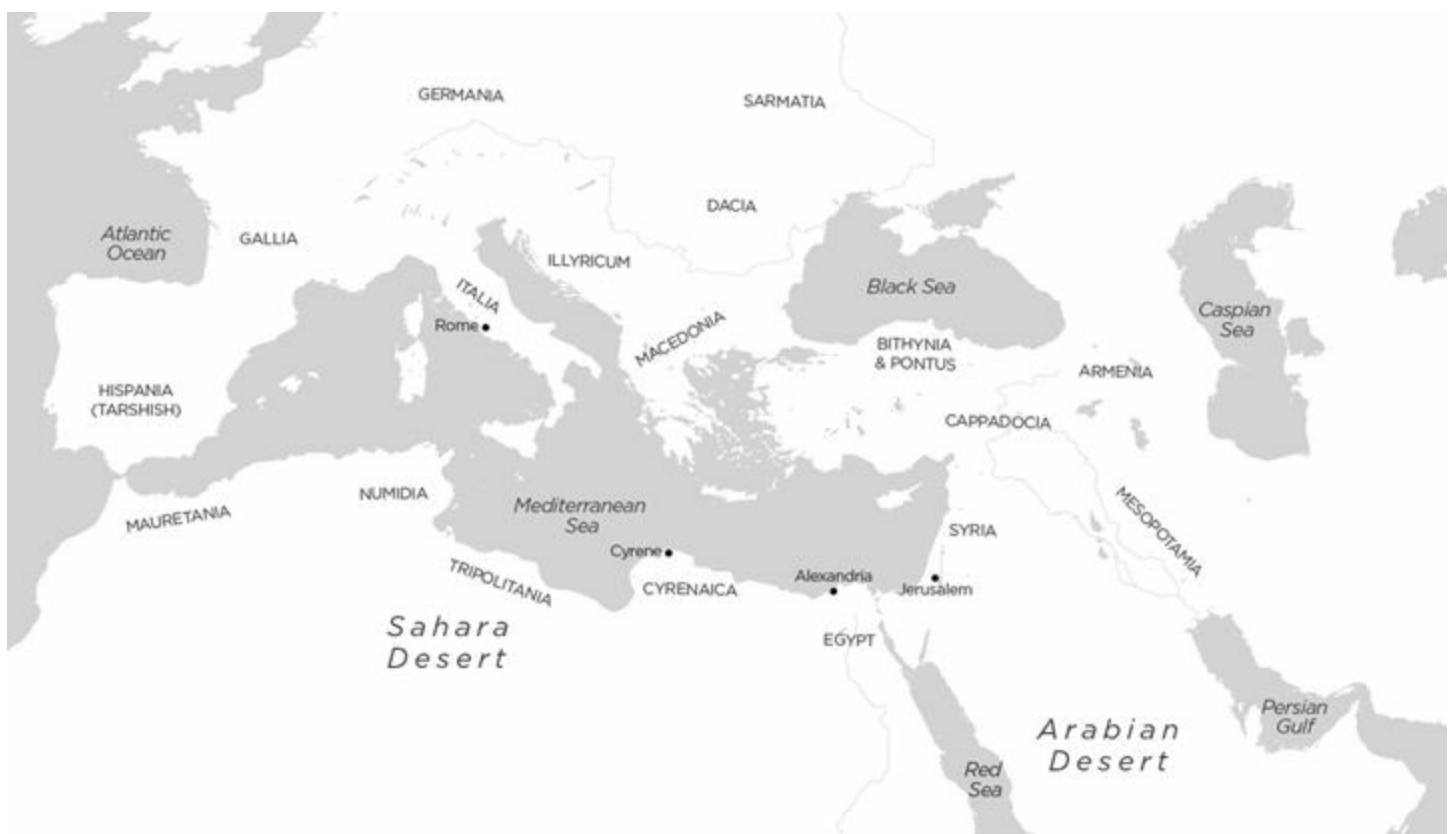 GERMANIA
SARMATIA
DACIA
Atlantic
Ocean
GALLIA
ILLYRICUM
Black Sea
Caspian
Sea
ITALIA
Rome
MACEDONIA
BITHYNIA
& PONTUS
ARMENIA
HISPANIA
(TARSHISH)
CAPPADOCIA
NUMIDIA
MAURETANIA
Mediterranean
Sea
MESOPOTAMIA
SYRIA
Cyrene
TRIPOLITANIA
CYRENAICA
Alexandria
Jerusalem
Sahara
Desert
EGYPT
Persian
Gulf
Arabian
Desert
Red
Sea